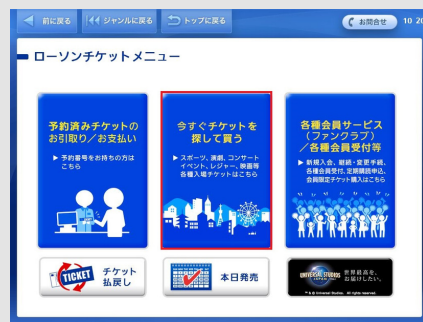 前に戻る
ジャンルに戻る
トップに戻る
お問合せ
10 20
ローソンチケットメニュー
予約済みチケットの
お引取り／お支払い
▶ 予約番号をお持ちの方は
こちら
今すぐチケットを
探して買う
▶ スポーツ、演劇、コンサート
イベント、レジャー、映画等
各種入場チケットはこちら
各種会員サービス
（ファンクラブ）
／各種会員受付等
▶ 新規入会、継続・変更手続、
各種会員受付、定期購読申込、
会員限定チケット購入はこちら
TICKET
チケット
払戻し
本日発売
UNIVERSAL STUDIOS
JAPAN
世界最高を、
お届けしたい。
™ & © Universal Studios. All rights reserved.